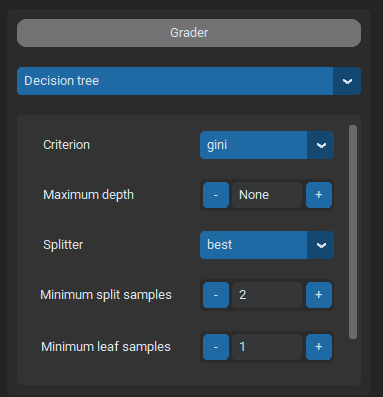 Grader
Decision tree
Criterion gini
Maximum depth - None +
Splitter best
Minimum split samples - 2 +
Minimum leaf samples - 1 +